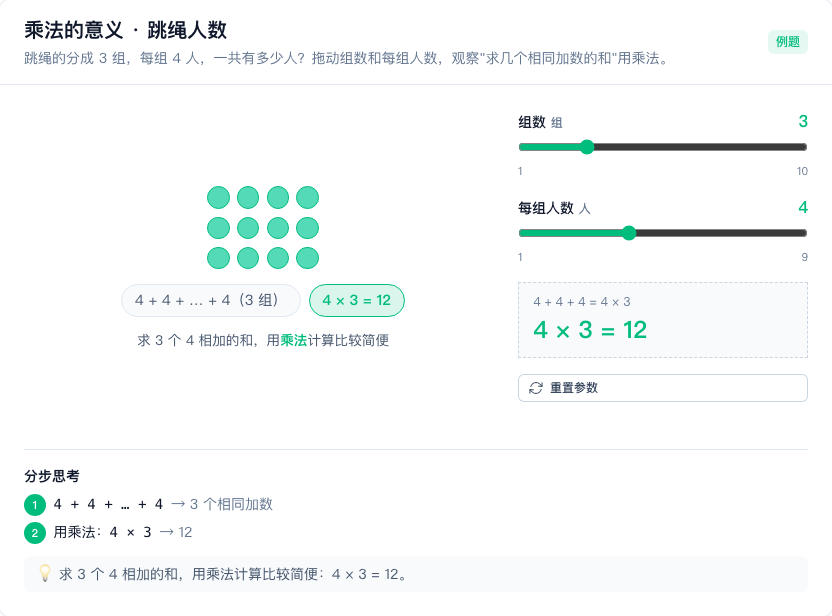 乘法的意义 · 跳绳人数
跳绳的分成 3 组，每组 4 人，一共有多少人？拖动组数和每组人数，观察"求几个相同加数的和"用乘法。
例题
4 + 4 + … + 4（3 组）
4 × 3 = 12
求 3 个 4 相加的和，用乘法计算比较简便
组数 组
3
1
10
每组人数 人
4
1
9
4 + 4 + 4 = 4 × 3
4 × 3 = 12
重置参数
分步思考
1 4 + 4 + … + 4 → 3 个相同加数
2 用乘法：4 × 3 → 12
💡 求 3 个 4 相加的和，用乘法计算比较简便：4 × 3 = 12。